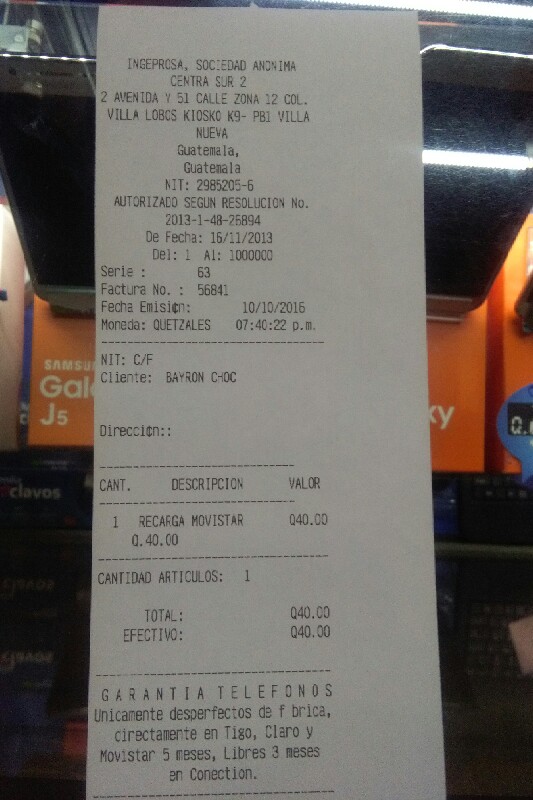 INGEPROSA, SOCIEDAD ANONIMA
CENTRA SUR 2
2 AVENIDA Y 51 CALLE ZONA 12 COL.
VILLA LOBOS KIOSKO K9- PB1 VILLA
NUEVA
Guatemala,
Guatemala
NIT: 2985205-6
AUTORIZADO SEGUN RESOLUCION No.
2013-1-48-26894
De Fecha: 16/11/2013
Del: 1 Al: 1000000
Serie : 63
Factura No. : 56841
Fecha Emisión: 10/10/2016
Moneda: QUETZALES 07:40:22 p.m.
NIT: C/F
Cliente: BAYRON CHOC
Dirección::
CANT. DESCRIPCION VALOR
1 RECARGA MOVISTAR Q40.00
Q.40.00
CANTIDAD ARTICULOS: 1
TOTAL: Q40.00
EFECTIVO: Q40.00
GARANTIA TELEFONOS
Unicamente desperfectos de f brica,
directamente en Tigo, Claro y
Movistar 5 meses, Libres 3 meses
en Conection.
SAMSU
Gal
J5
xy
clavos